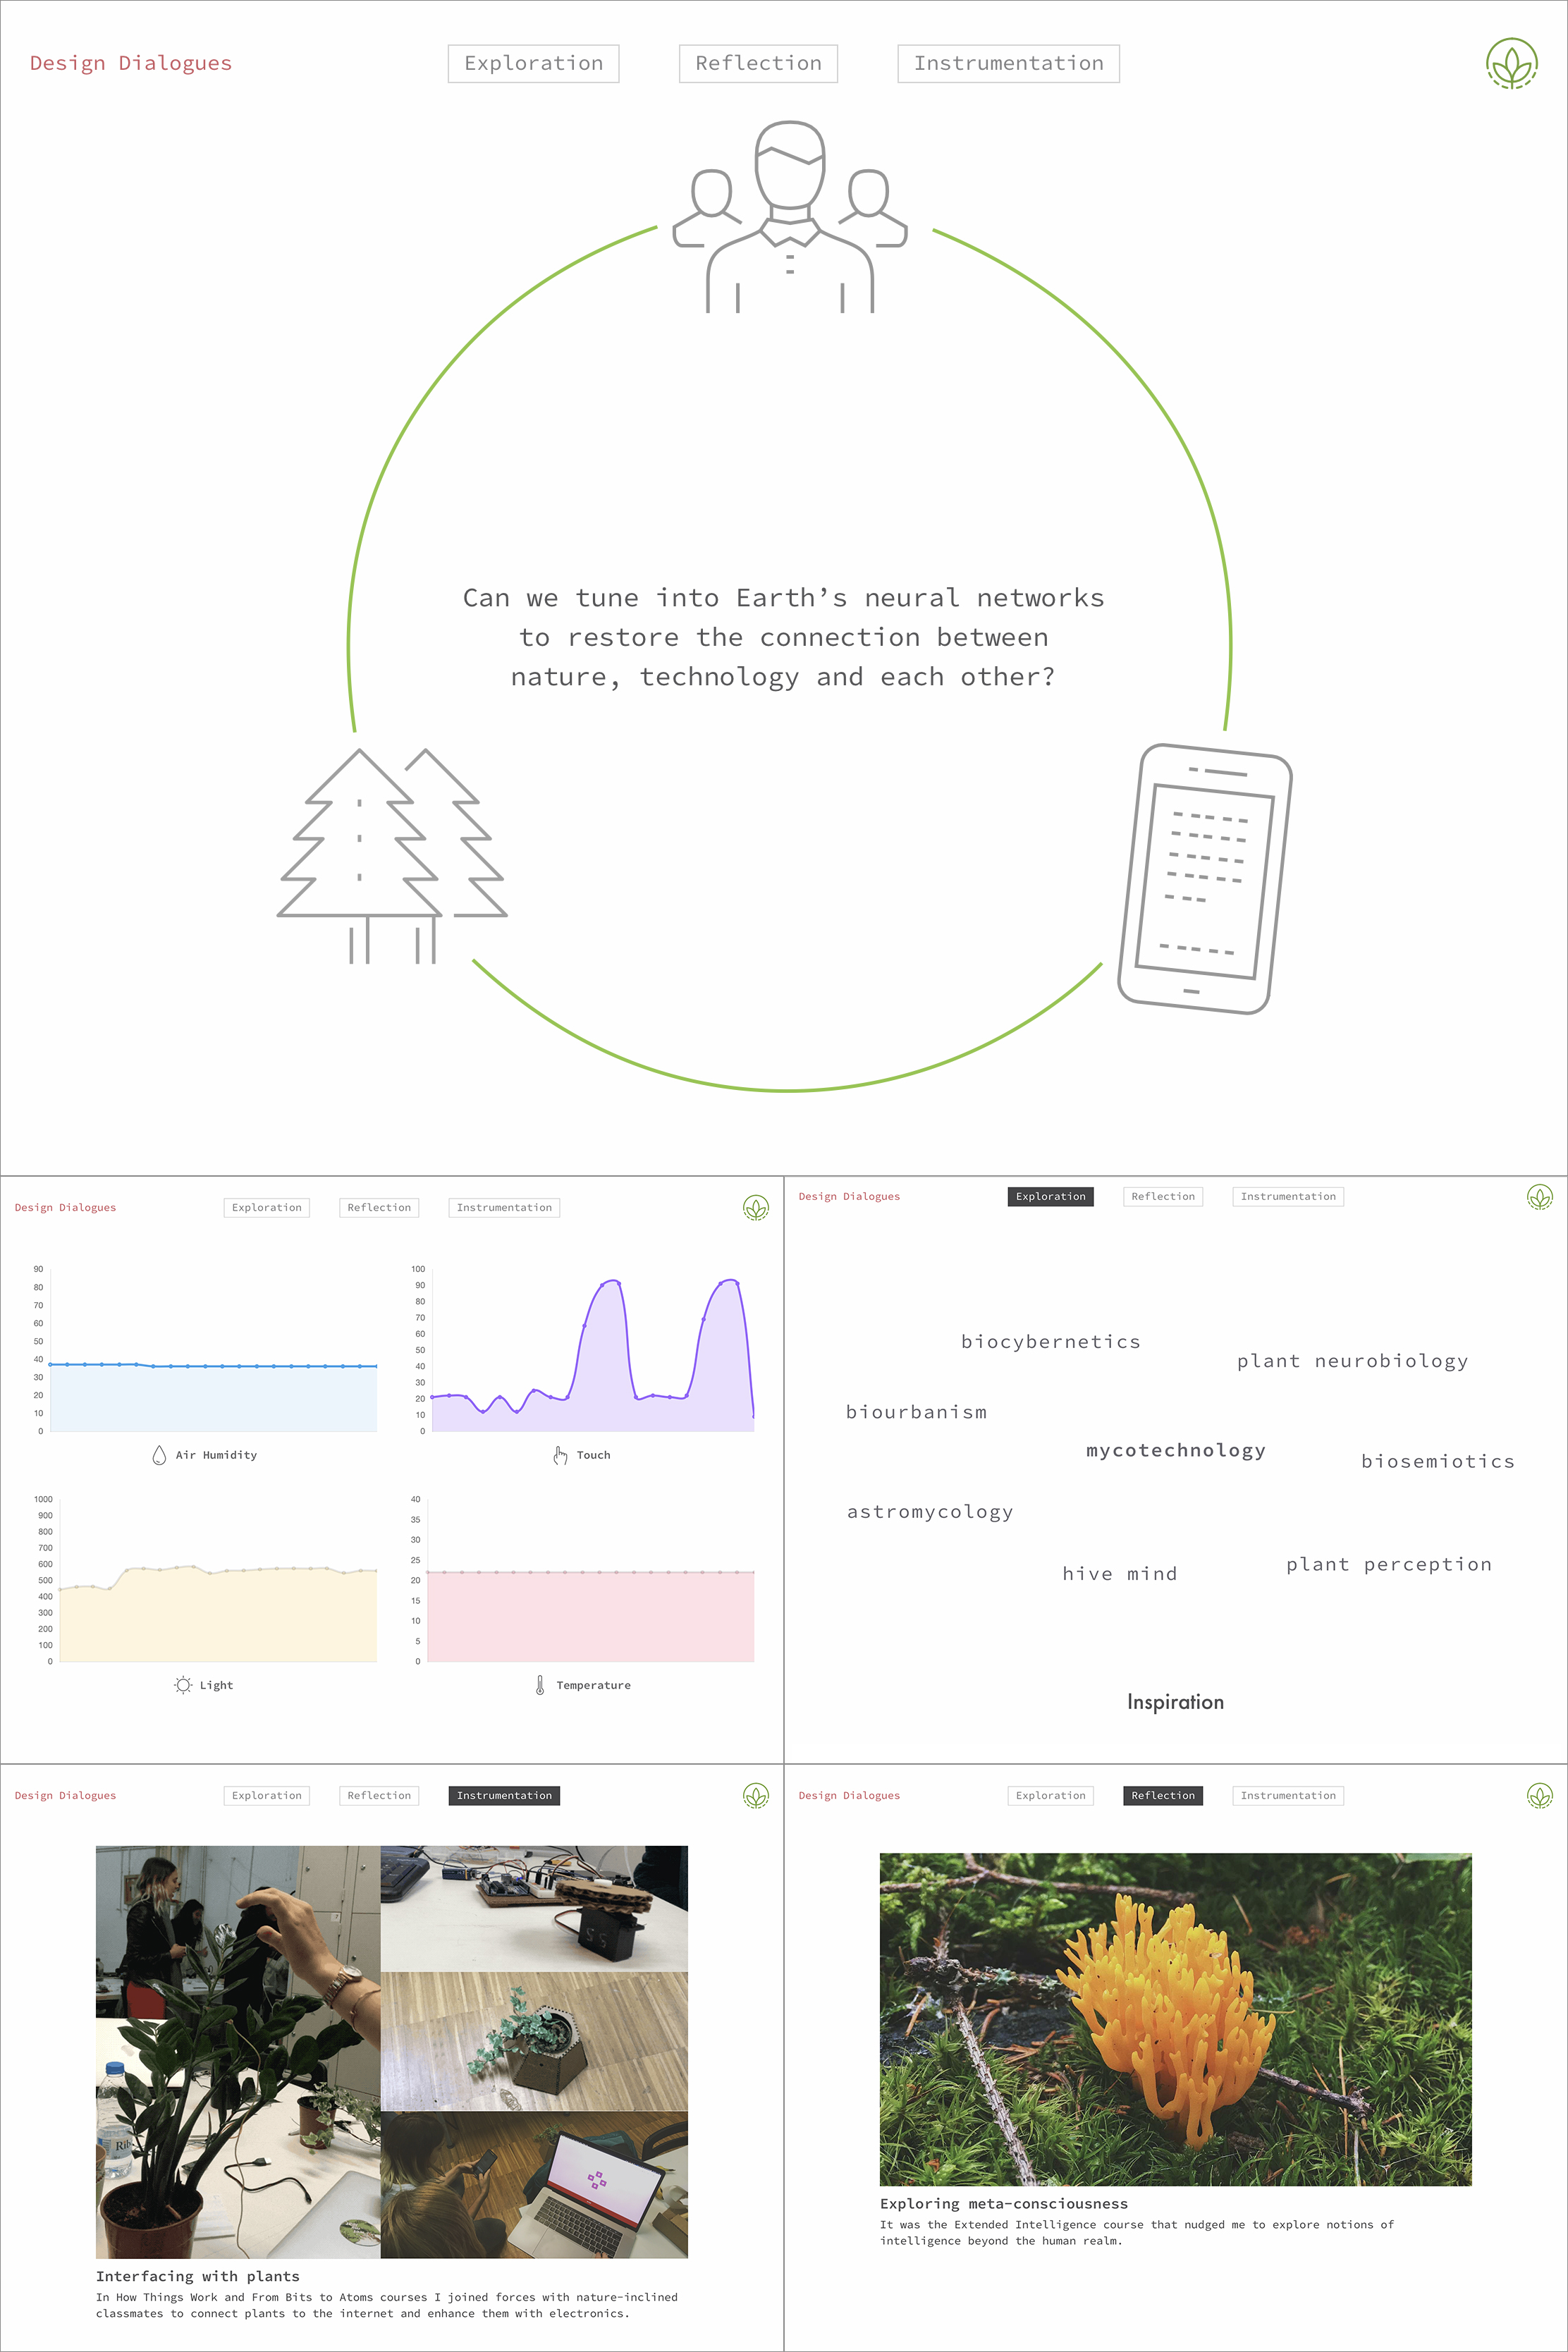 Design Dialogues
Exploration
Reflection
Instrumentation
Can we tune into Earth’s neural networks
to restore the connection between
nature, technology and each other?
Design Dialogues
Exploration
Reflection
Instrumentation
90
80
70
60
50
40
30
20
10
0
Air Humidity
100
90
80
70
60
50
40
30
20
10
0
Touch
1000
900
800
700
600
500
400
300
200
100
0
Light
40
35
30
25
20
15
10
5
0
Temperature
Design Dialogues
Exploration
Reflection
Instrumentation
biocybernetics
plant neurobiology
biourbanism
mycotechnology
biosemiotics
astromycology
hive mind
plant perception
Inspiration
Design Dialogues
Exploration
Reflection
Instrumentation
Interfacing with plants
In How Things Work and From Bits to Atoms courses I joined forces with nature-inclined
classmates to connect plants to the internet and enhance them with electronics.
Design Dialogues
Exploration
Reflection
Instrumentation
Exploring meta-consciousness
It was the Extended Intelligence course that nudged me to explore notions of
intelligence beyond the human realm.